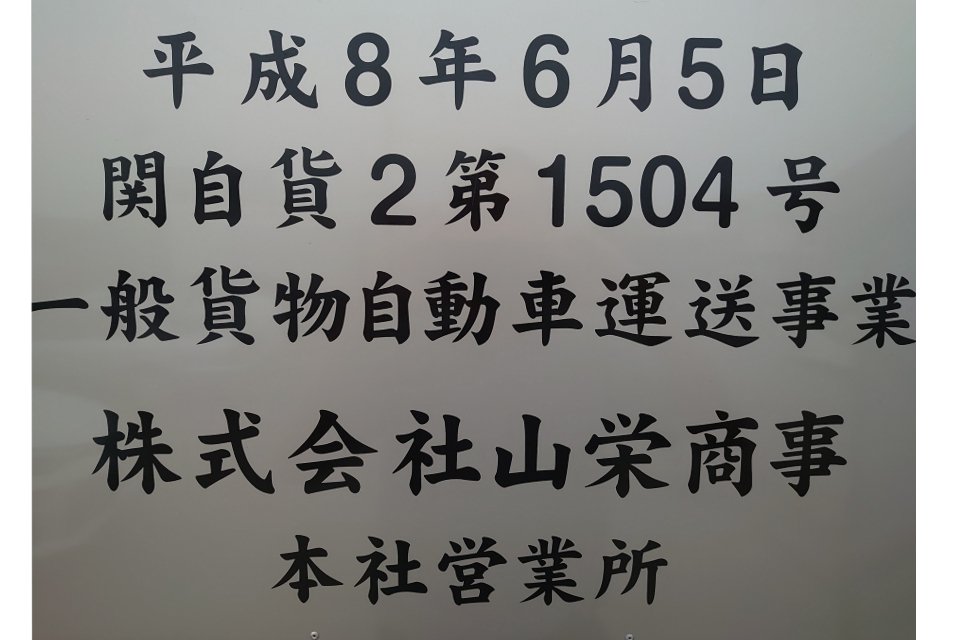 平成8年6月5日
関自貨2第1504号
一般貨物自動車運送事業
株式会社山栄商事
本社営業所